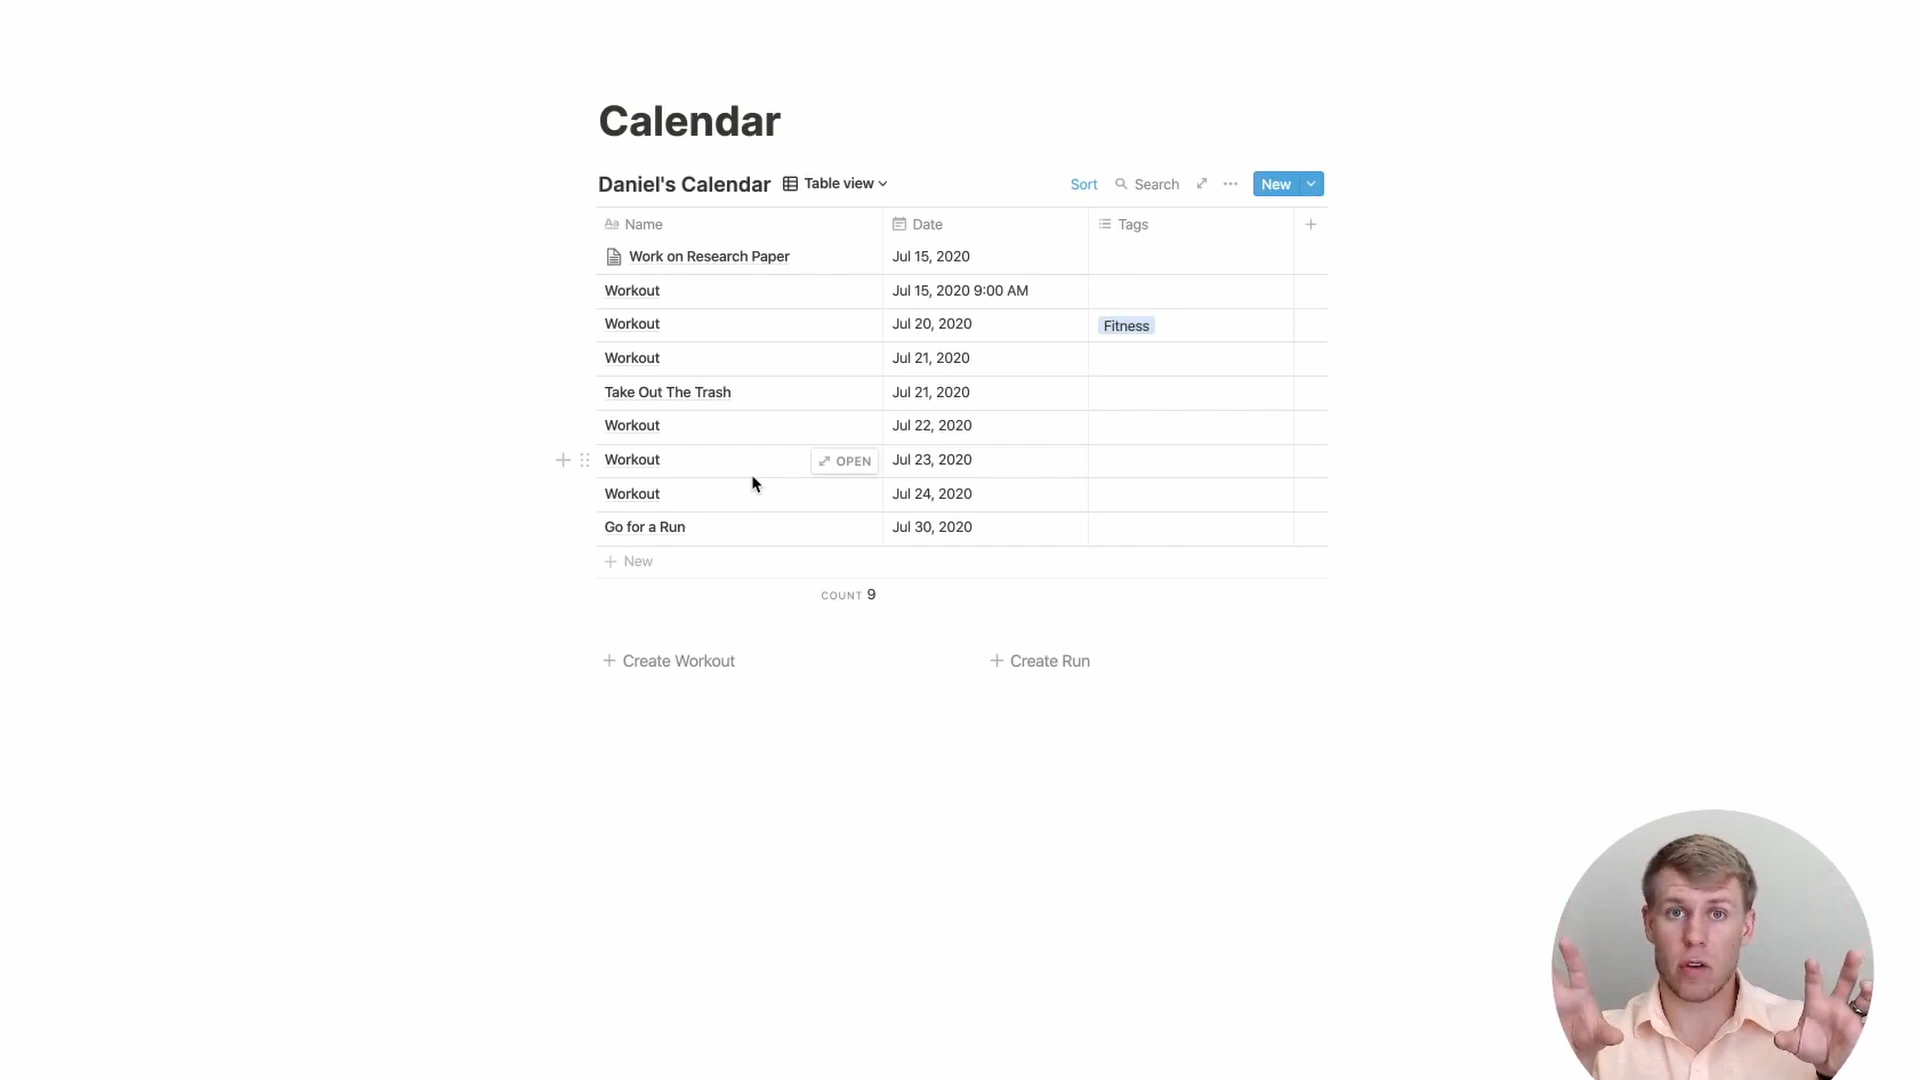 Calendar
Daniel's Calendar Table view Sort Search New
Aa Name Date Tags
Work on Research Paper Jul 15, 2020
Workout Jul 15, 2020 9:00 AM
Workout Jul 20, 2020 Fitness
Workout Jul 21, 2020
Take Out The Trash Jul 21, 2020
Workout Jul 22, 2020
Workout OPEN Jul 23, 2020
Workout Jul 24, 2020
Go for a Run Jul 30, 2020
+ New
COUNT 9
+ Create Workout + Create Run